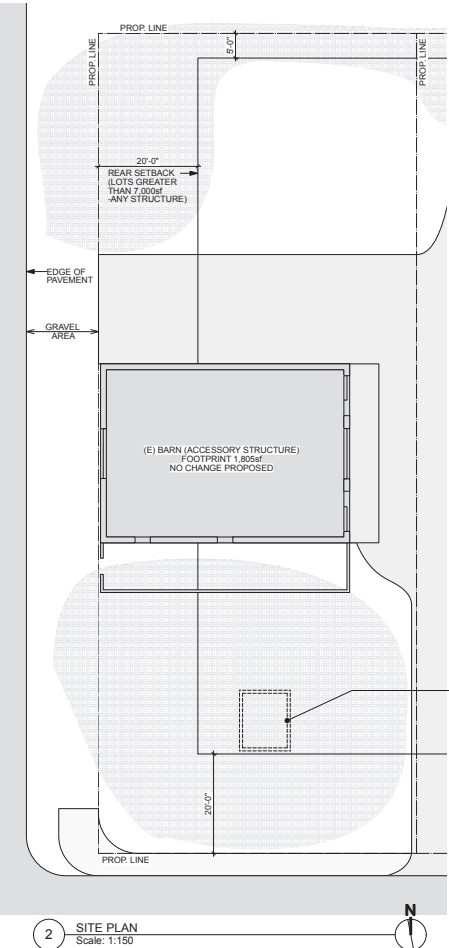 PROP. LINE
PROP. LINE
PROP. LINE
5'-0"
20'-0"
REAR SETBACK
(LOTS GREATER
THAN 7,000sf
-ANY STRUCTURE)
EDGE OF
PAVEMENT
GRAVEL
AREA
(E) BARN (ACCESSORY STRUCTURE)
FOOTPRINT 1,805sf
NO CHANGE PROPOSED
20'-0"
PROP. LINE
N
2
SITE PLAN
Scale: 1:150